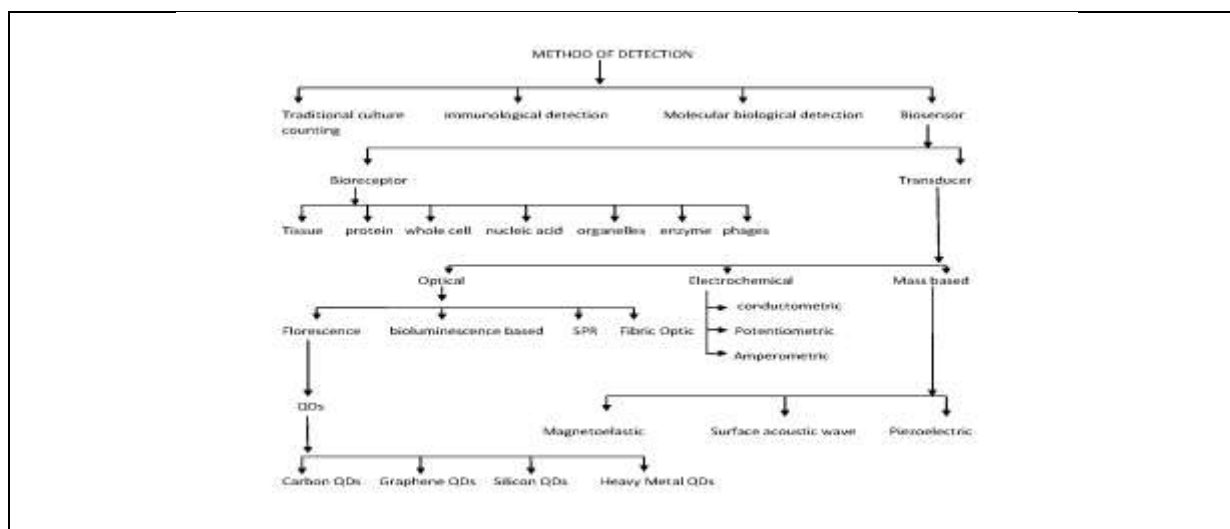 METHOD OF DETECTION
Traditional culture counting
immunological detection
Molecular biological detection
Biosensor
Bioreceptor
Transducer
Tissue
protein
whole cell
nucleic acid
organelles
enzyme
phages
Optical
Electrochemical
Mass based
conductometric
Florescence
bioluminescence based
SPR
Fibric Optic
Potentiometric
Amperometric
QDs
Magnetoelastic
Surface acoustic wave
Piezoelectric
Carbon QDs
Graphene QDs
Silicon QDs
Heavy Metal QDs